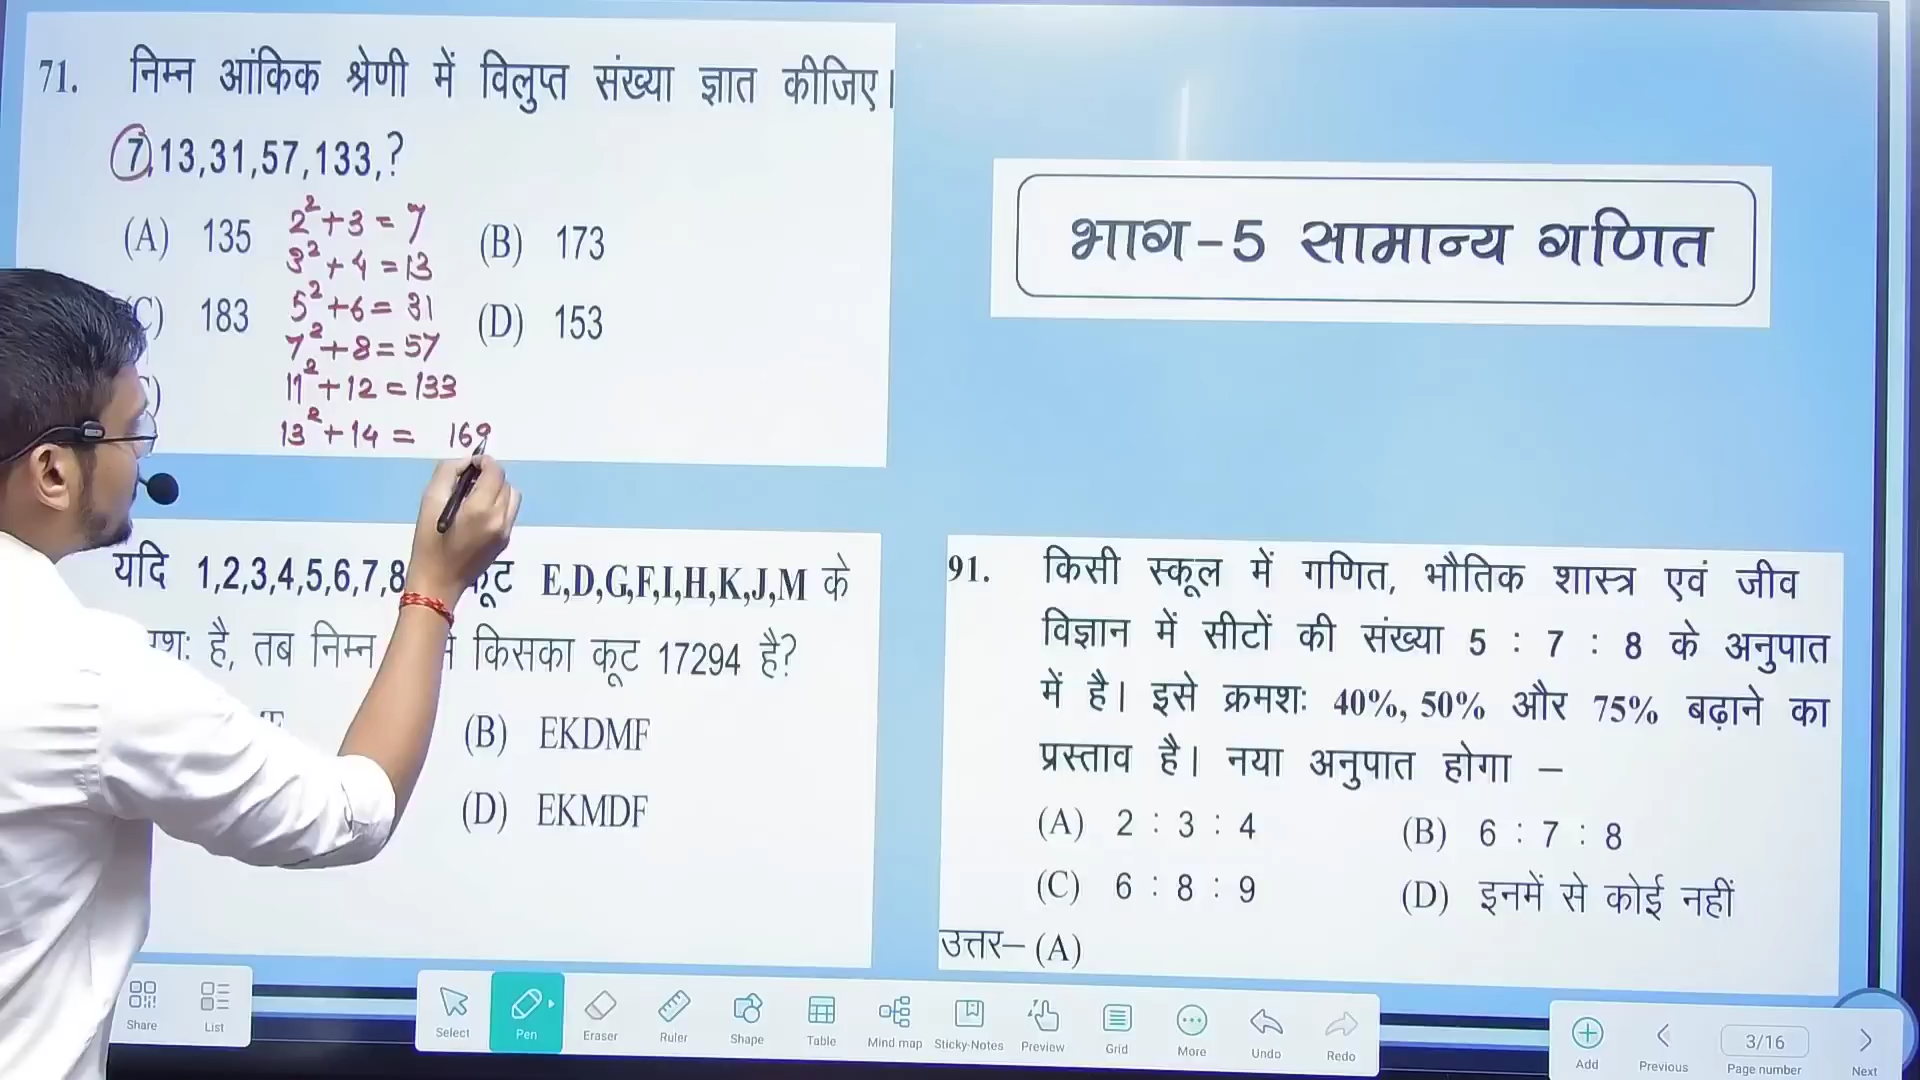 71. निम्न आंकिक श्रेणी में विलुप्त संख्या ज्ञात कीजिए।
7,13,31,57,133,?
(A) 135 (B) 173
C) 183 (D) 153
2² + 3 = 7
3² + 4 = 13
5² + 6 = 31
7² + 8 = 57
11² + 12 = 133
13² + 14 = 169
यदि 1,2,3,4,5,6,7,8 कूट E,D,G,F,I,H,K,J,M के
है, तब निम्न किसका कूट 17294 है?
(B) EKDMF
(D) EKMDF
भाग-5 सामान्य गणित
91. किसी स्कूल में गणित, भौतिक शास्त्र एवं जीव
विज्ञान में सीटों की संख्या 5 : 7 : 8 के अनुपात
में है। इसे क्रमशः 40%, 50% और 75% बढ़ाने का
प्रस्ताव है। नया अनुपात होगा –
(A) 2 : 3 : 4 (B) 6 : 7 : 8
(C) 6 : 8 : 9 (D) इनमें से कोई नहीं
उत्तर– (A)
Share List Select Pen Eraser Ruler Shape Table Mind map Sticky-Notes Preview Grid More Undo Redo Add Previous 3/16 Page number Next